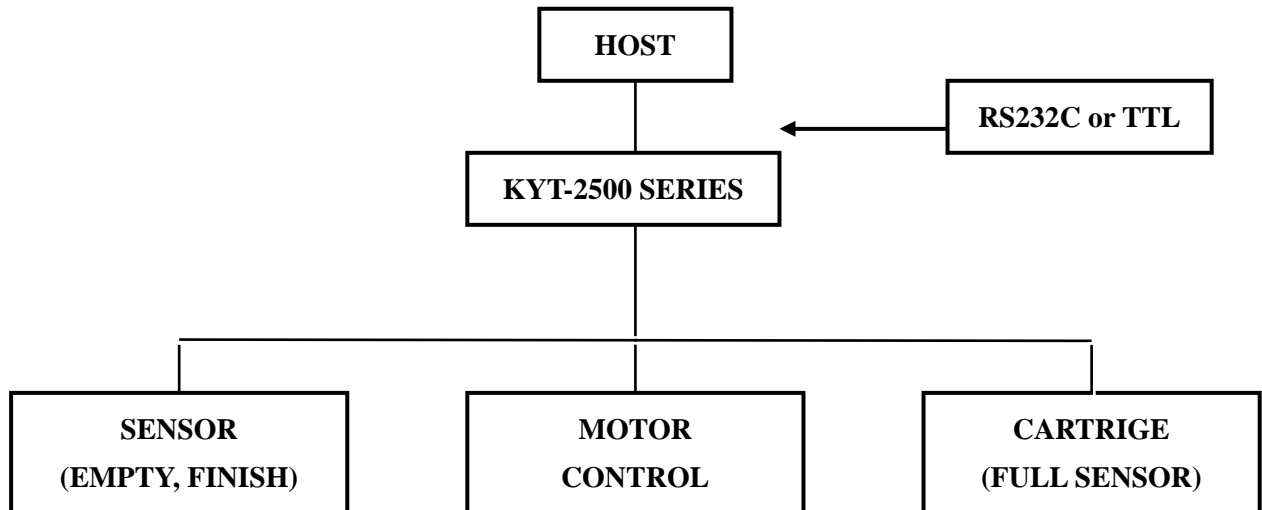 HOST
RS232C or TTL
KYT-2500 SERIES
SENSOR
(EMPTY, FINISH)
MOTOR
CONTROL
CARTRIGE
(FULL SENSOR)